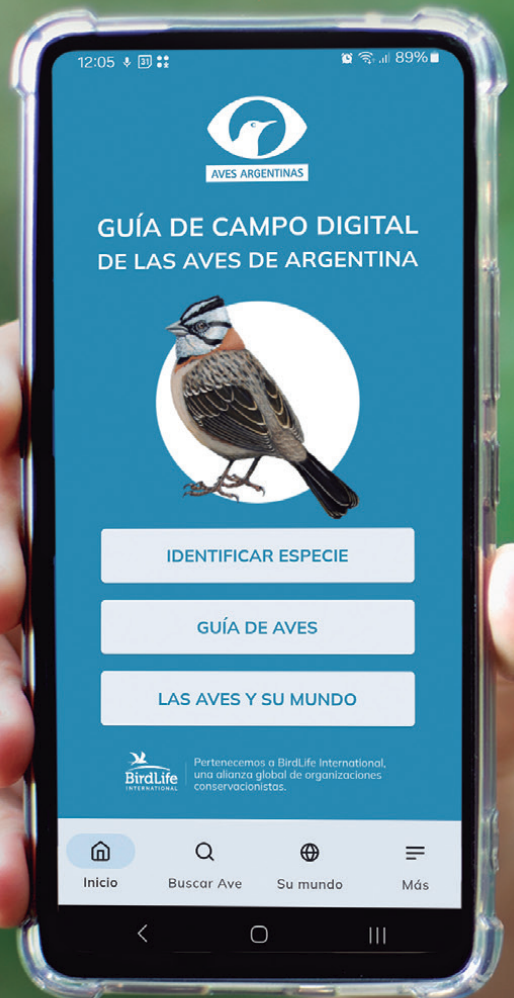 12:05
31
89%
AVES ARGENTINAS
GUÍA DE CAMPO DIGITAL
DE LAS AVES DE ARGENTINA
IDENTIFICAR ESPECIE
GUÍA DE AVES
LAS AVES Y SU MUNDO
BirdLife
INTERNATIONAL
Pertenecemos a BirdLife International,
una alianza global de organizaciones
conservacionistas.
Inicio
Buscar Ave
Su mundo
Más